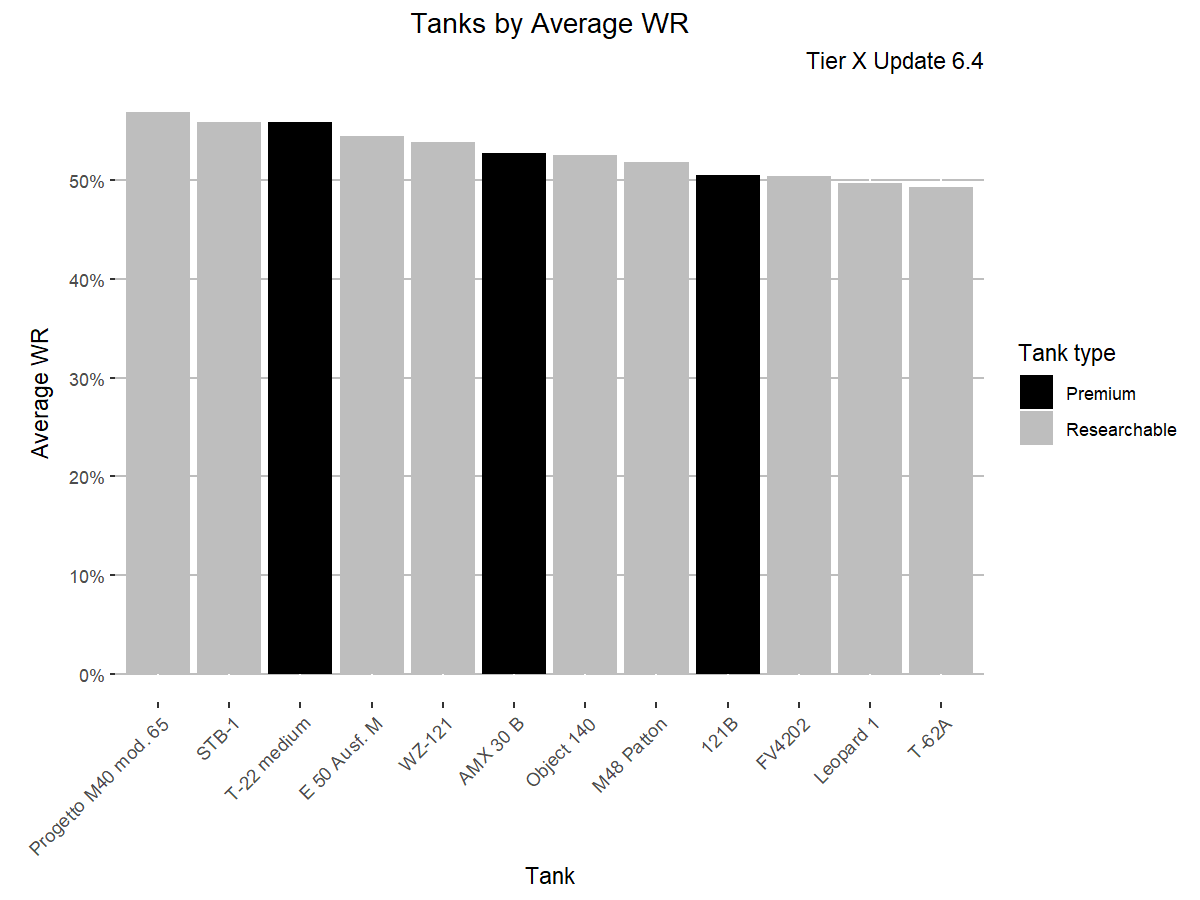 Tanks by Average WR
Tier X Update 6.4
Average WR
50%
40%
30%
20%
10%
0%
Progetto M40 mod. 65
STB-1
T-22 medium
E 50 Ausf. M
WZ-121
AMX 30 B
Object 140
M48 Patton
121B
FV4202
Leopard 1
T-62A
Tank
Tank type
Premium
Researchable